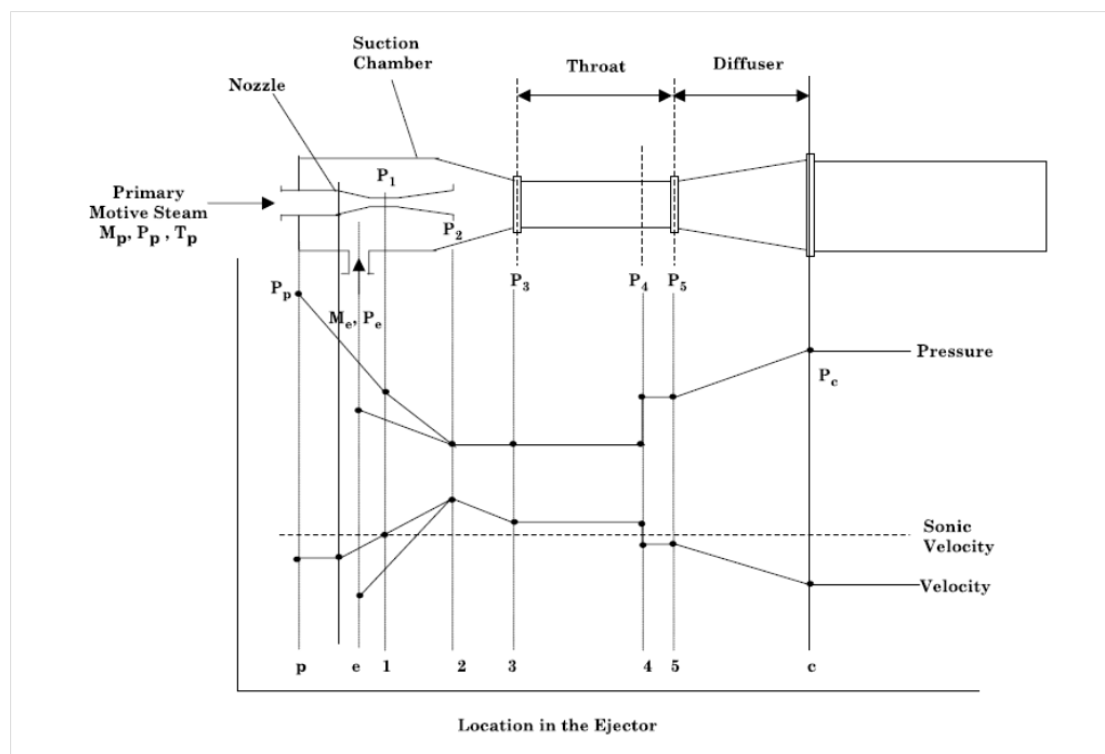 Suction
Chamber
Throat
Diffuser
Nozzle
P₁
Primary
Motive Steam
Mₚ, Pₚ , Tₚ
P₂
Pₚ
Mₑ, Pₑ
P₃
P₄
P₅
Pressure
P꜀
Sonic
Velocity
Velocity
p e 1 2 3 4 5 c
Location in the Ejector